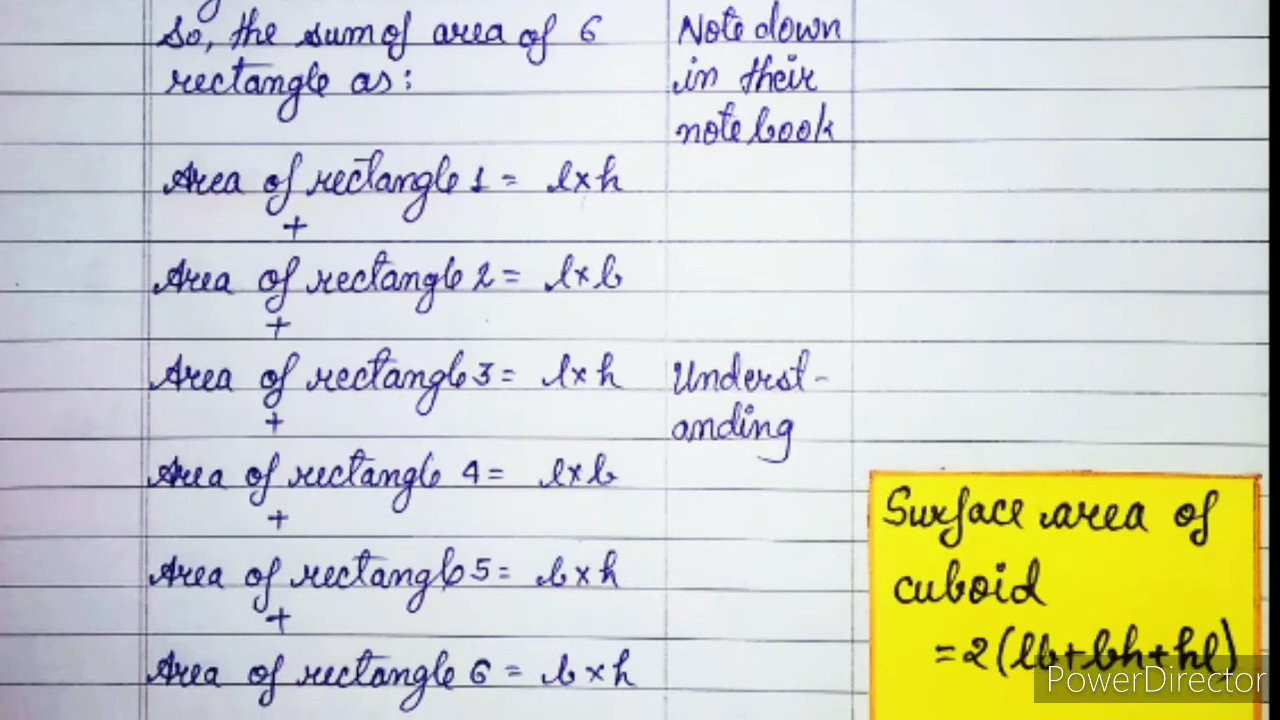 So, the sum of area of 6
rectangle as:
Area of rectangle 1 = l×h
+
Area of rectangle 2 = l×b
+
Area of rectangle 3 = l×h
+
Area of rectangle 4 = l×b
+
Area of rectangle 5 = b×h
+
Area of rectangle 6 = b×h
Note down
in their
note book
Underst-
anding
Surface area of
cuboid
=2(lb+bh+hl)
PowerDirector